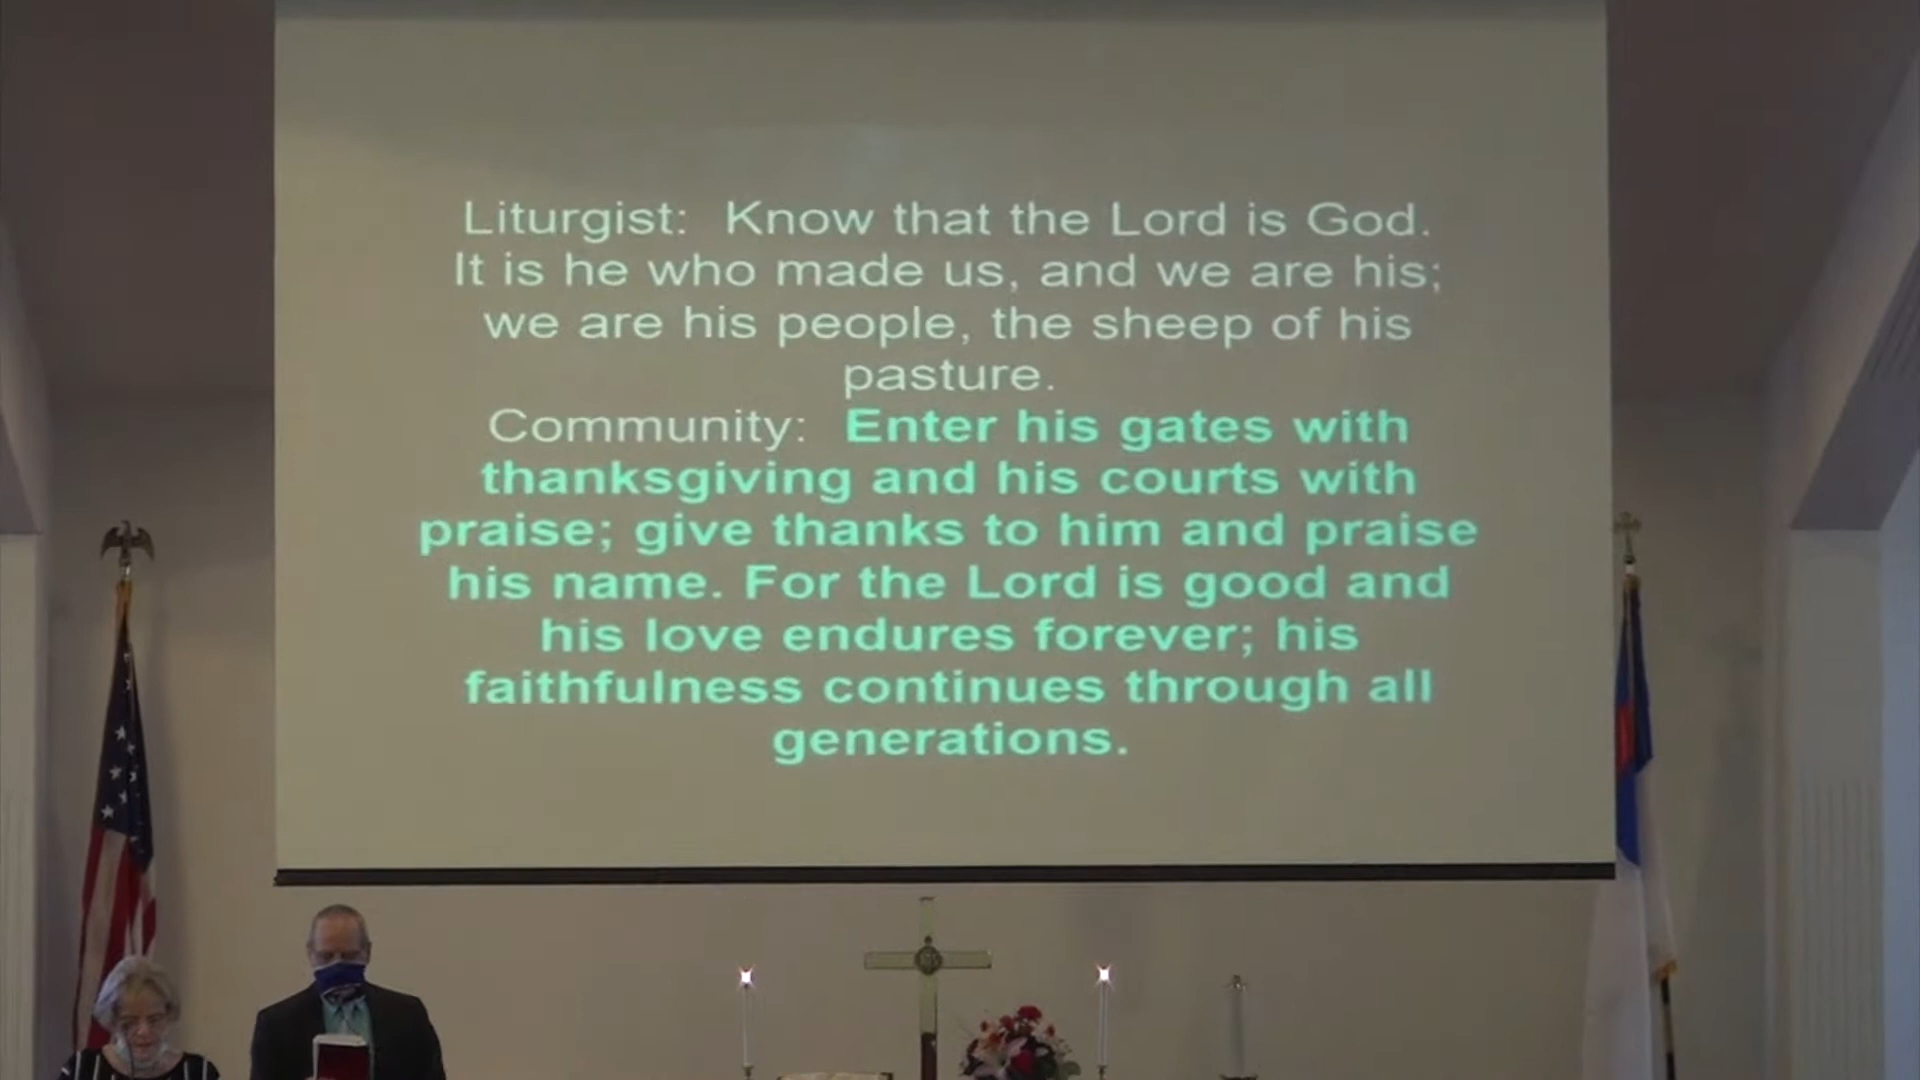 Liturgist: Know that the Lord is God.
It is he who made us, and we are his;
we are his people, the sheep of his
pasture.
Community: Enter his gates with
thanksgiving and his courts with
praise; give thanks to him and praise
his name. For the Lord is good and
his love endures forever; his
faithfulness continues through all
generations.